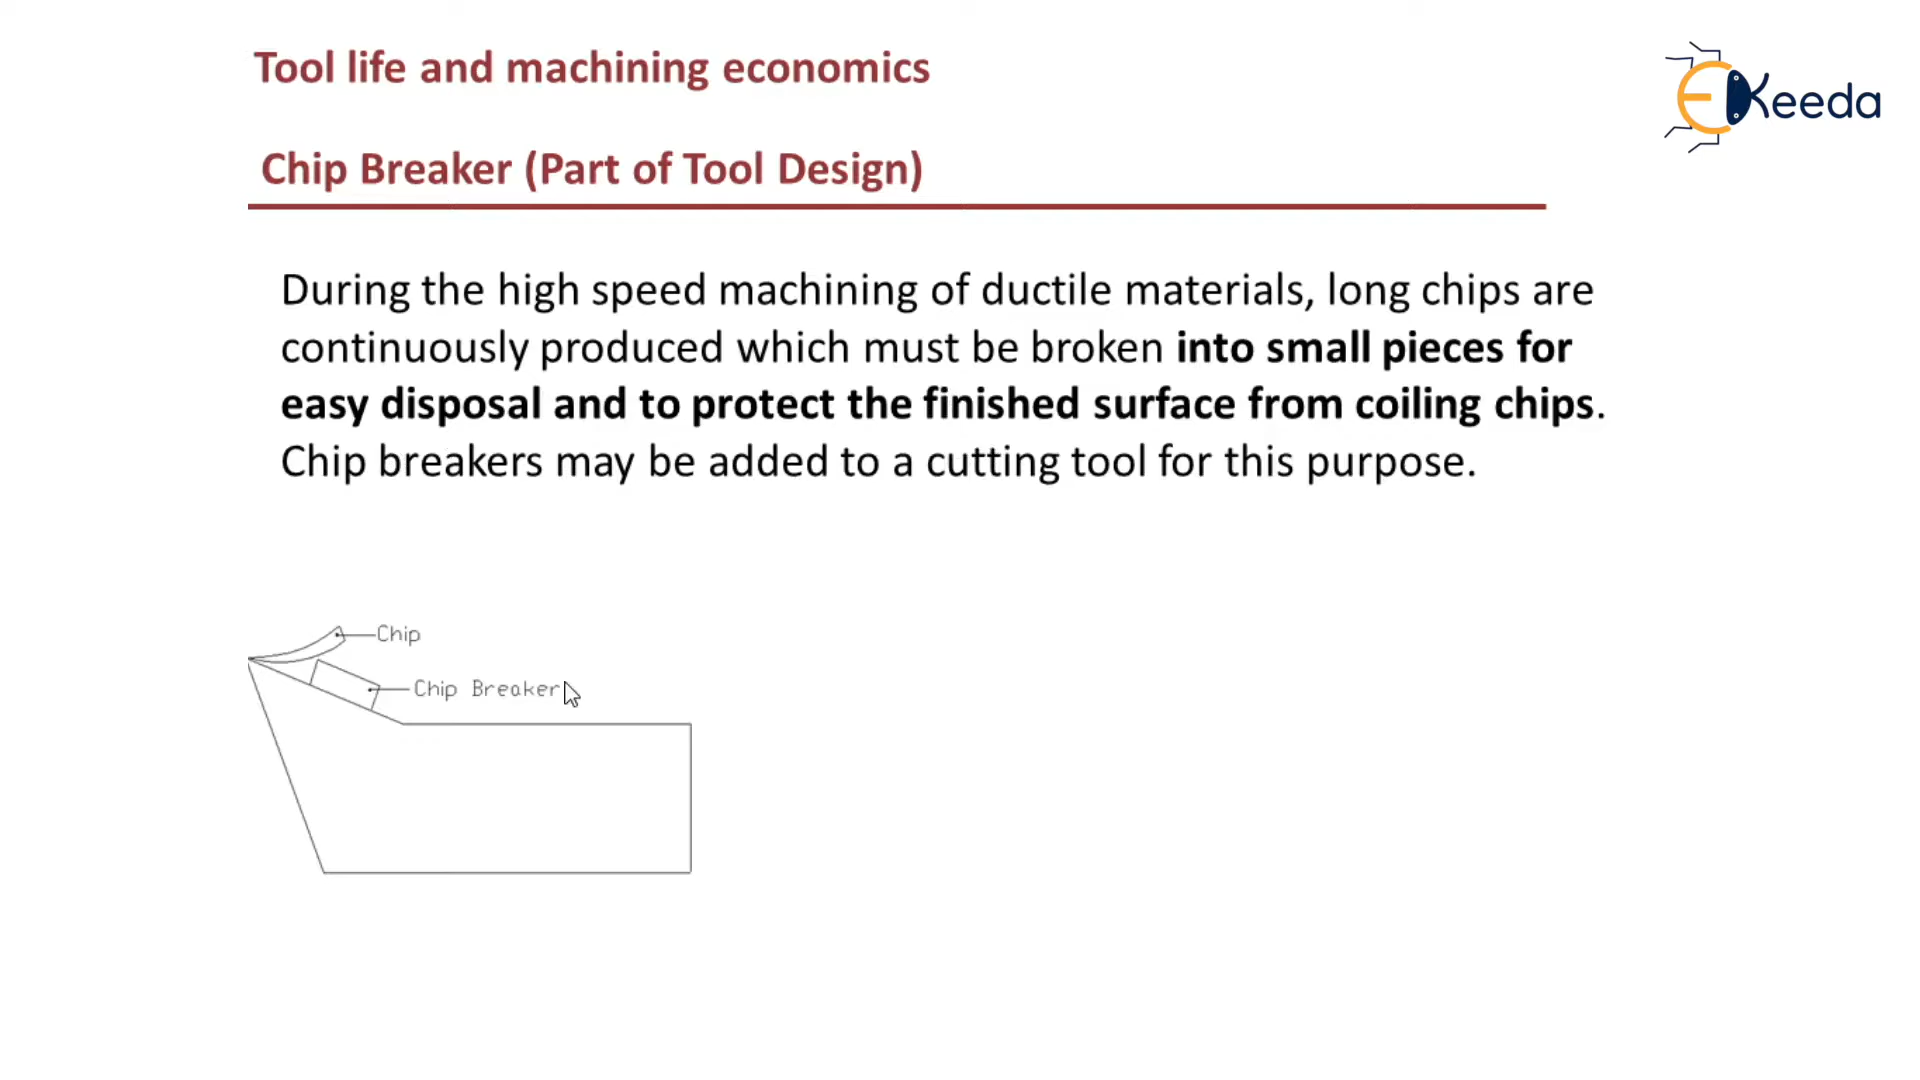 Tool life and machining economics
EKeeda
Chip Breaker (Part of Tool Design)
During the high speed machining of ductile materials, long chips are
continuously produced which must be broken into small pieces for
easy disposal and to protect the finished surface from coiling chips.
Chip breakers may be added to a cutting tool for this purpose.
Chip
Chip Breaker